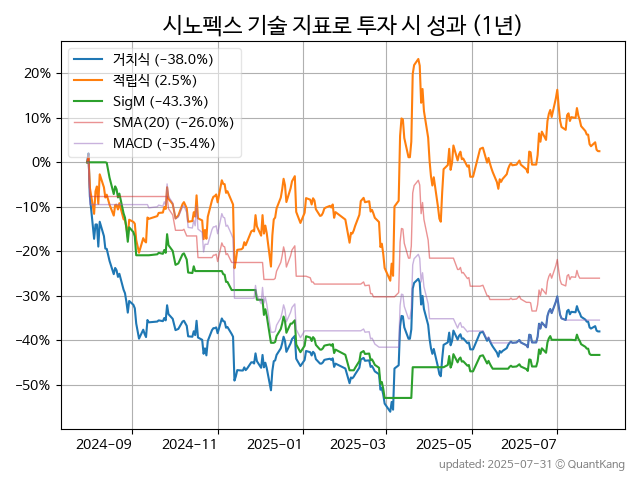 시노펙스 기술 지표로 투자 시 성과 (1년)
거치식 (−38.0%)
적립식 (2.5%)
SigM (−43.3%)
SMA(20) (−26.0%)
MACD (−35.4%)
20%
10%
0%
−10%
−20%
−30%
−40%
−50%
2024−09 2024−11 2025−01 2025−03 2025−05 2025−07
updated: 2025-07-31 © QuantKang